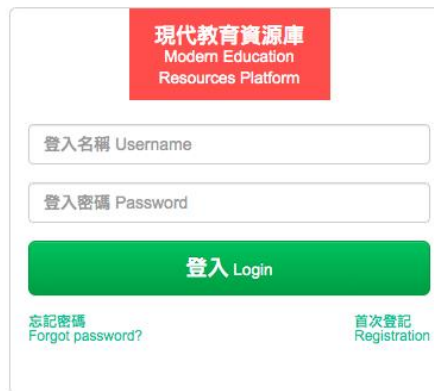 現代教育資源庫
Modern Education
Resources Platform
登入名稱 Username
登入密碼 Password
登入 Login
忘記密碼
Forgot password?
首次登記
Registration